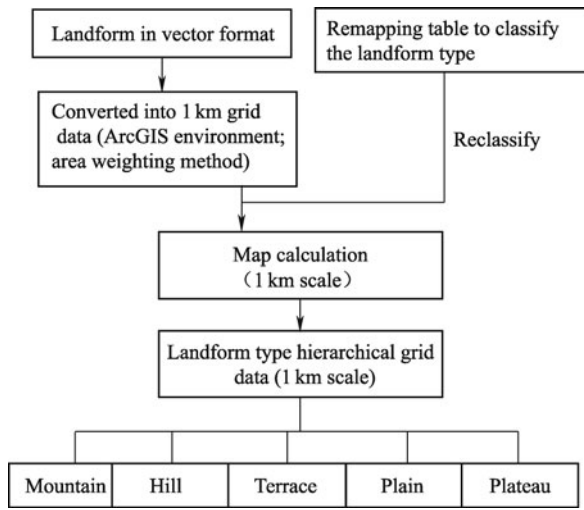 Landform in vector format
Remapping table to classify
the landform type
Converted into 1 km grid
data (ArcGIS environment;
area weighting method)
Reclassify
Map calculation
（1 km scale）
Landform type hierarchical grid
data (1 km scale)
Mountain Hill Terrace Plain Plateau